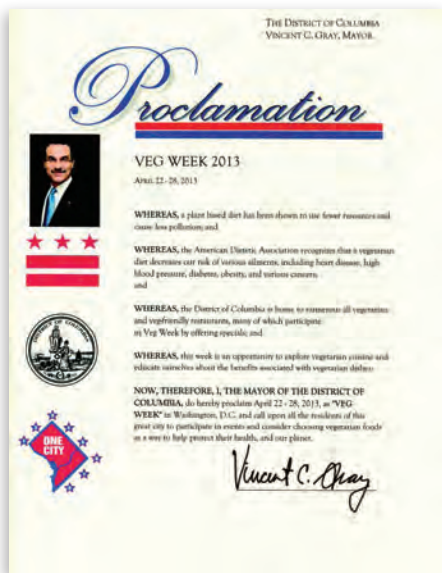 THE DISTRICT OF COLUMBIA
VINCENT C. GRAY, MAYOR
Proclamation
VEG WEEK 2013
APRIL 22 - 28, 2013
WHEREAS, a plant based diet has been shown to use fewer resources and
cause less pollution; and
WHEREAS, the American Dietetic Association recognizes that a vegetarian
diet decreases our risk of various ailments, including heart disease, high
blood pressure, diabetes, obesity, and various cancers;
and
WHEREAS, the District of Columbia is home to numerous all vegetarian
and vegfriendly restaurants, many of which participate
in Veg Week by offering specials; and
WHEREAS, this week is an opportunity to explore vegetarian cuisine and
educate ourselves about the benefits associated with vegetarian dishes:
NOW, THEREFORE, I, THE MAYOR OF THE DISTRICT OF
COLUMBIA, do hereby proclaim April 22 - 28, 2013, as "VEG
WEEK" in Washington, D.C. and call upon all the residents of this
great city to participate in events and consider choosing vegetarian foods
as a way to help protect their health, and our planet.
Vincent C. Gray
DISTRICT OF COLUMBIA
ONE
CITY